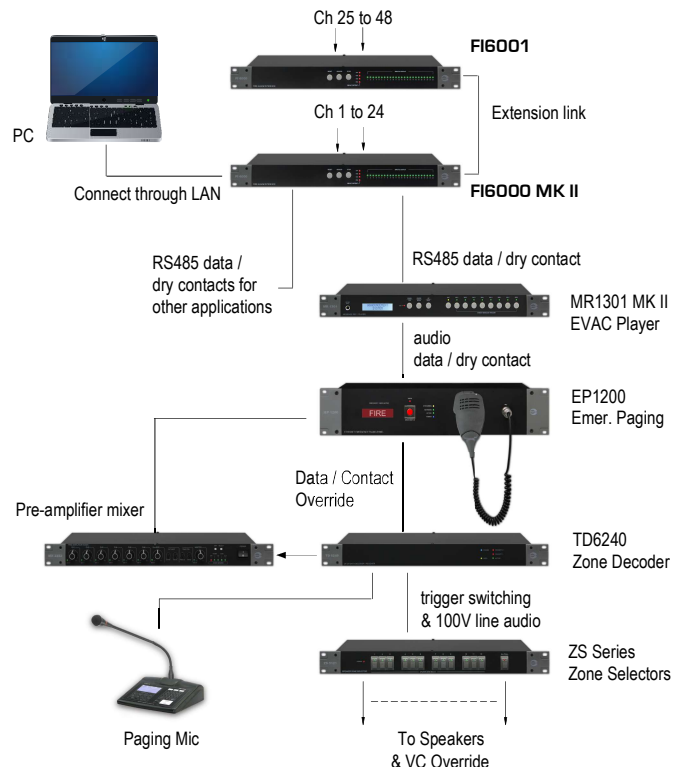 Ch 25 to 48
FI6001
Ch 1 to 24
Extension link
PC
Connect through LAN
FI6000 MK II
RS485 data /
dry contacts for
other applications
RS485 data / dry contact
MR1301 MK II
EVAC Player
audio
data / dry contact
EP1200
Emer. Paging
FIRE
Data / Contact
Override
Pre-amplifier mixer
TD6240
Zone Decoder
trigger switching
& 100V line audio
ZS Series
Zone Selectors
Paging Mic
To Speakers
& VC Override